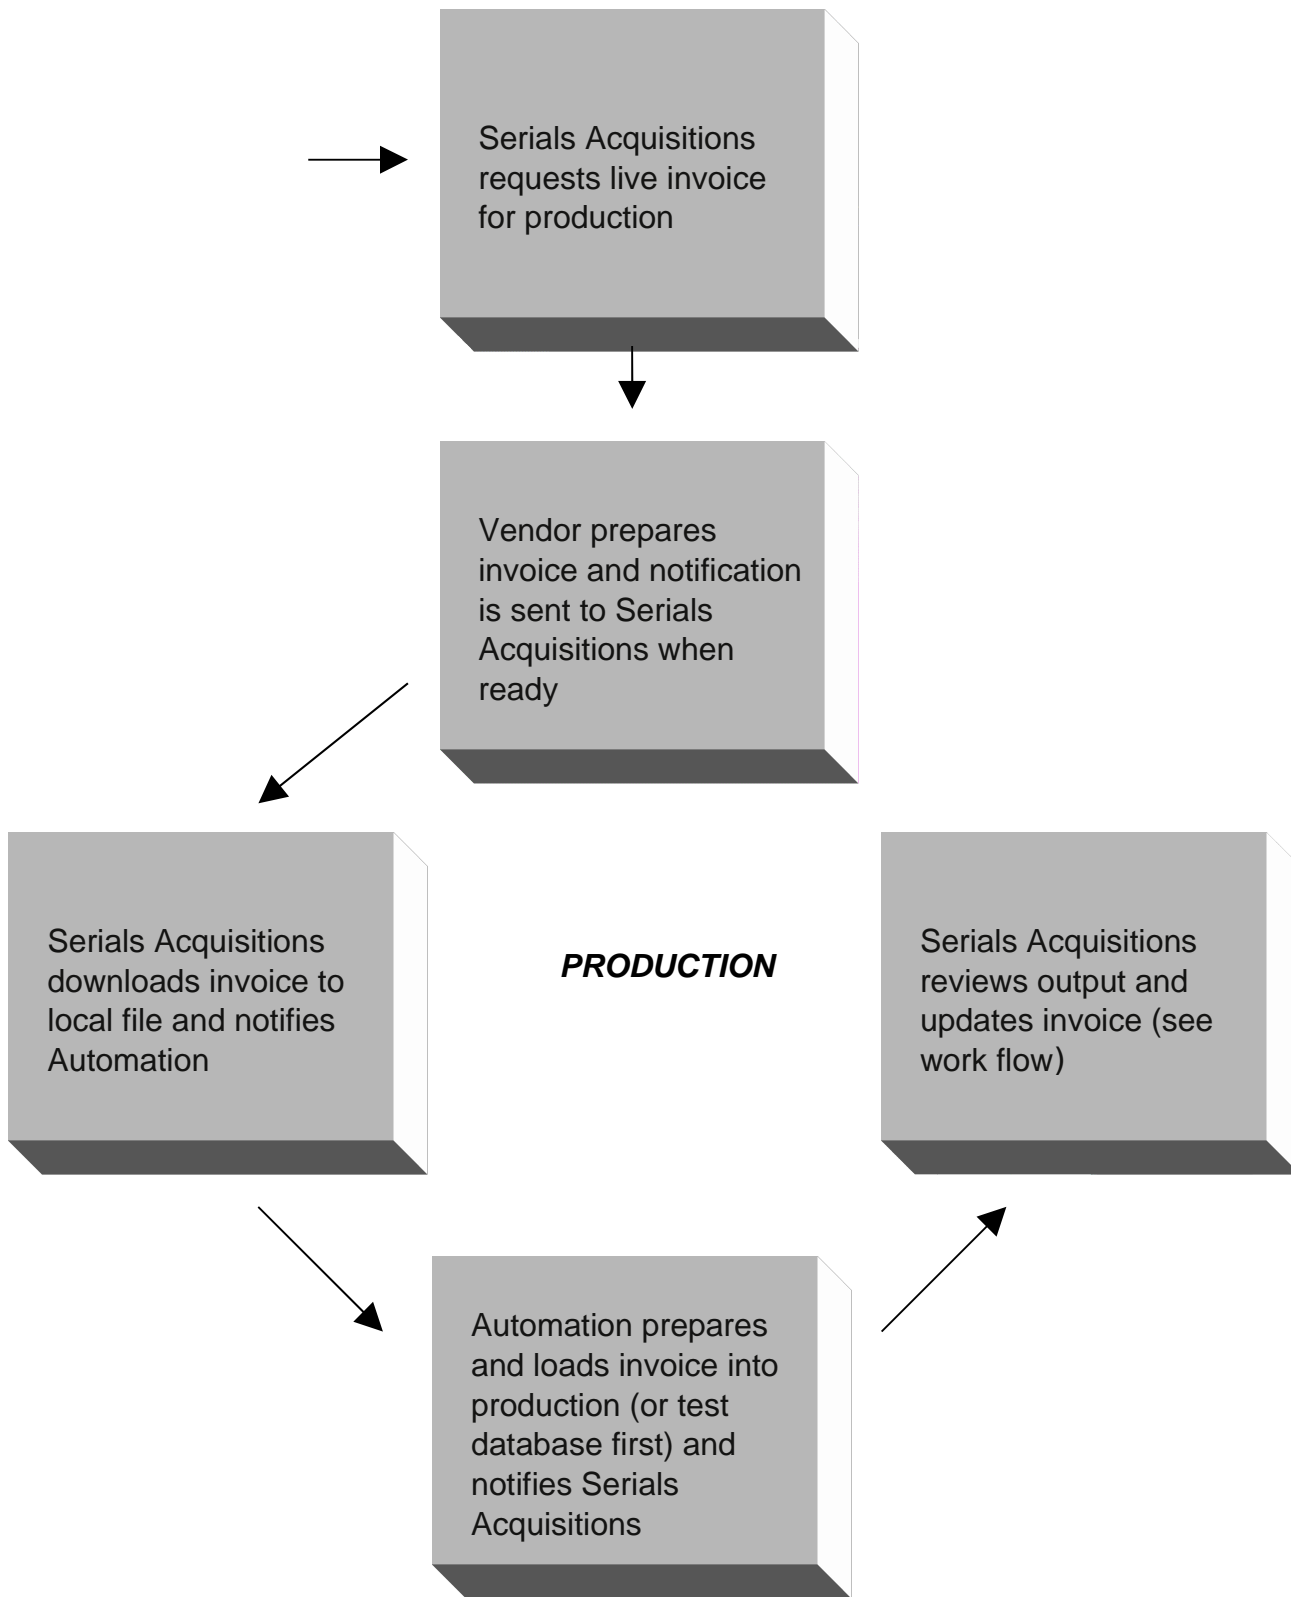 Serials Acquisitions
requests live invoice
for production
Vendor prepares
invoice and notification
is sent to Serials
Acquisitions when
ready
Serials Acquisitions
downloads invoice to
local file and notifies
Automation
PRODUCTION
Serials Acquisitions
reviews output and
updates invoice (see
work flow)
Automation prepares
and loads invoice into
production (or test
database first) and
notifies Serials
Acquisitions